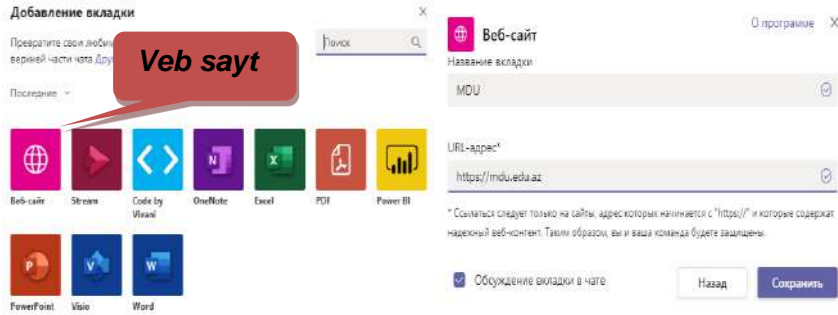 Добавление вкладки
Превратите свои любим
верхней части чата Дру
Поиск
Последние
Veb sayt
Веб-сайт
Stream
Code by
Vivani
OneNote
Excel
PDF
Power BI
PowerPoint
Visio
Word
Веб-сайт
О программе
Название вкладки
MDU
URL-адрес*
https://mdu.edu.az
* Ссылаться следует только на сайты, адрес которых начинается с "https://" и которые содержат
надежный веб-контент. Таким образом, вы и ваша команда будете защищены.
Обсуждение вкладки в чате
Назад
Сохранить